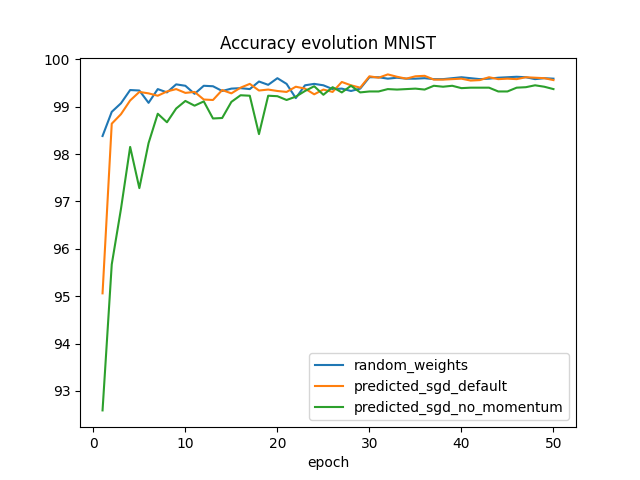 Accuracy evolution MNIST
100
99
98
97
96
95
94
93
0 10 20 30 40 50
epoch
random_weights
predicted_sgd_default
predicted_sgd_no_momentum